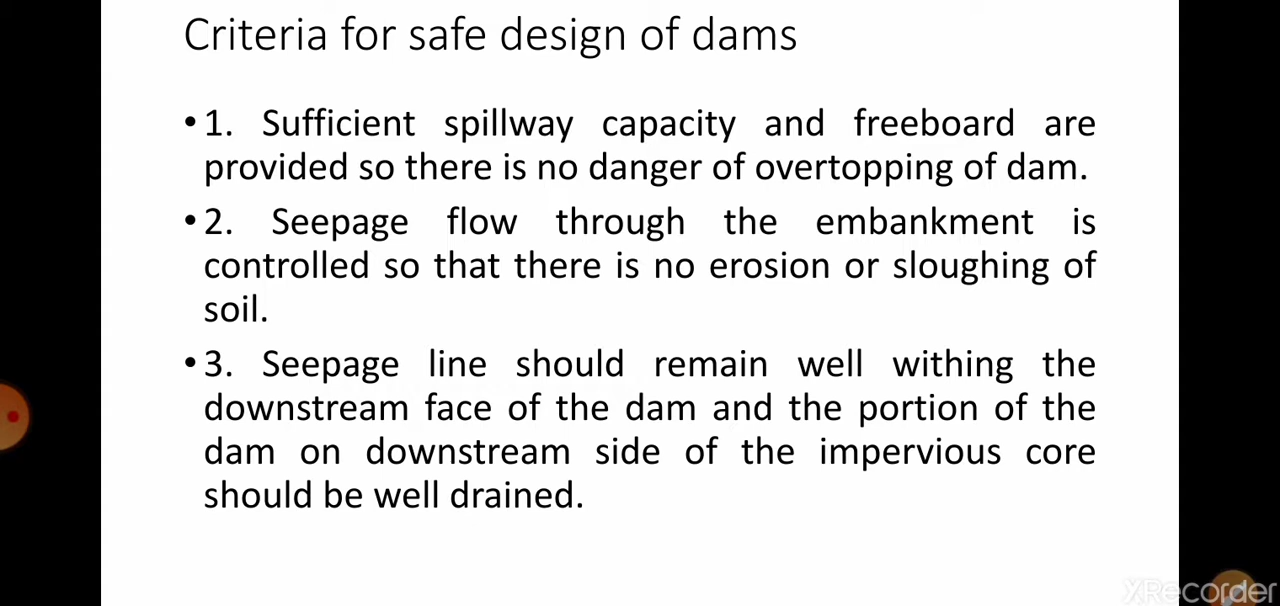 Criteria for safe design of dams
• 1. Sufficient spillway capacity and freeboard are
provided so there is no danger of overtopping of dam.
• 2. Seepage flow through the embankment is
controlled so that there is no erosion or sloughing of
soil.
• 3. Seepage line should remain well withing the
downstream face of the dam and the portion of the
dam on downstream side of the impervious core
should be well drained.
XRecorder